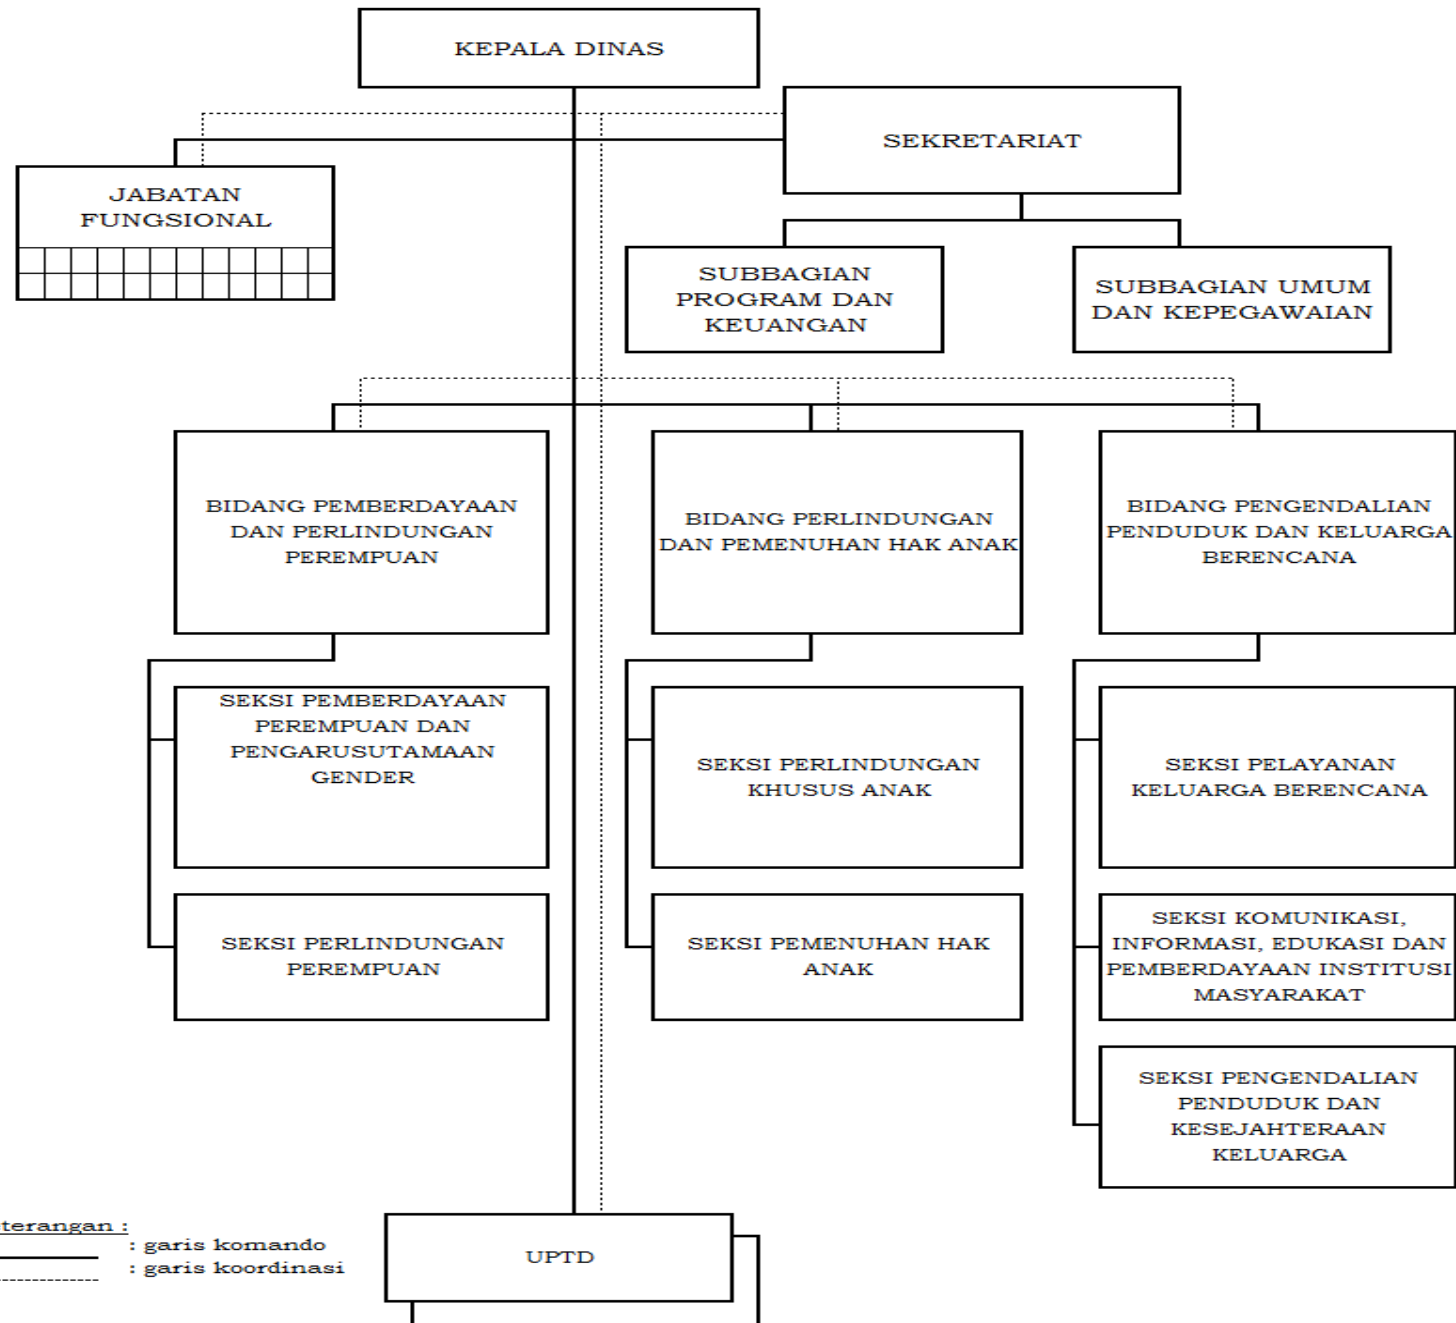 KEPALA DINAS
SEKRETARIAT
JABATAN
FUNGSIONAL
SUBBAGIAN
PROGRAM DAN
KEUANGAN
SUBBAGIAN UMUM
DAN KEPEGAWAIAN
BIDANG PEMBERDAYAAN
DAN PERLINDUNGAN
PEREMPUAN
BIDANG PERLINDUNGAN
DAN PEMENUHAN HAK ANAK
BIDANG PENGENDALIAN
PENDUDUK DAN KELUARGA
BERENCANA
SEKSI PEMBERDAYAAN
PEREMPUAN DAN
PENGARUSUTAMAAN
GENDER
SEKSI PERLINDUNGAN
KHUSUS ANAK
SEKSI PELAYANAN
KELUARGA BERENCANA
SEKSI PERLINDUNGAN
PEREMPUAN
SEKSI PEMENUHAN HAK
ANAK
SEKSI KOMUNIKASI,
INFORMASI, EDUKASI DAN
PEMBERDAYAAN INSTITUSI
MASYARAKAT
SEKSI PENGENDALIAN
PENDUDUK DAN
KESEJAHTERAAN
KELUARGA
terangan :
: garis komando
: garis koordinasi
UPTD